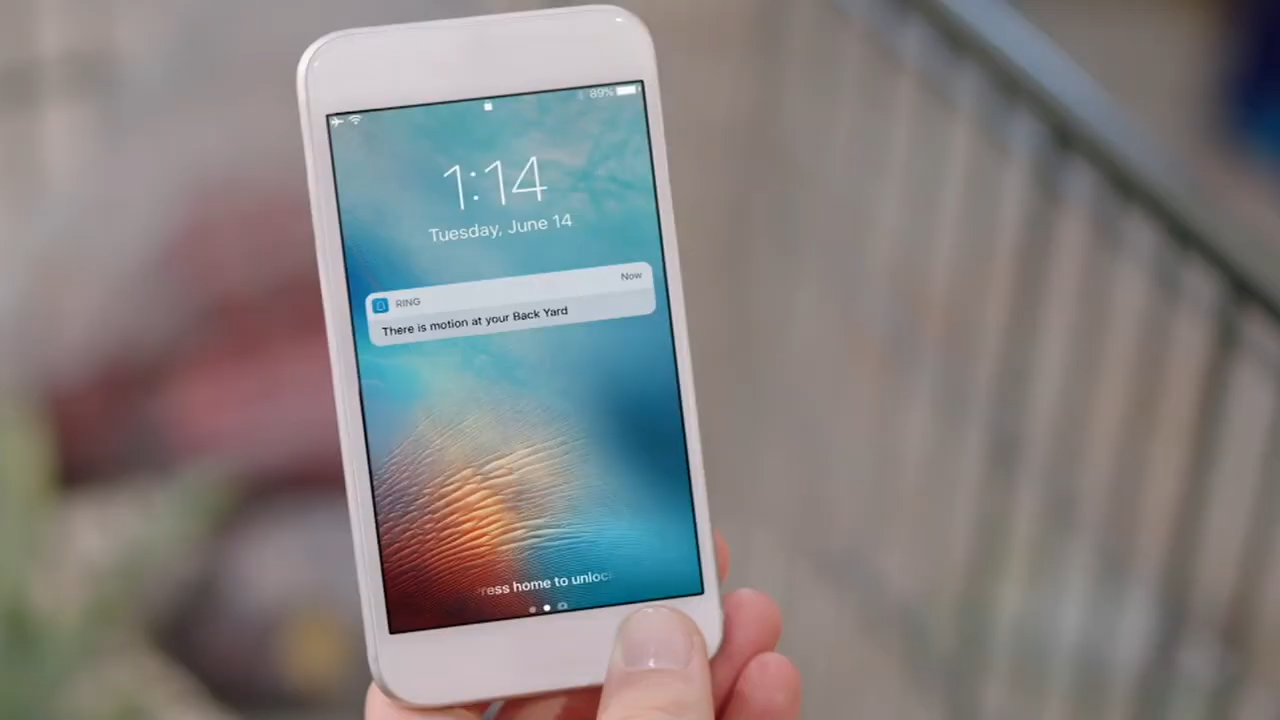 89%
1:14
Tuesday, June 14
RING Now
There is motion at your Back Yard
ress home to unloc